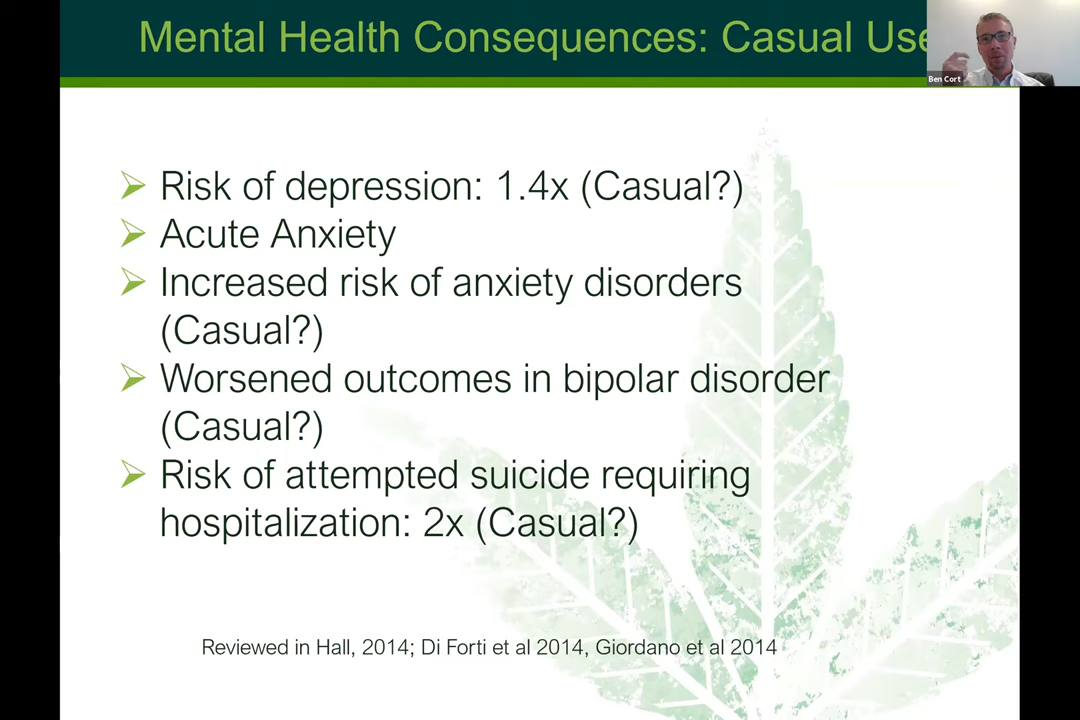 Mental Health Consequences: Casual Use
Ben Cort
Risk of depression: 1.4x (Casual?)
Acute Anxiety
Increased risk of anxiety disorders
(Casual?)
Worsened outcomes in bipolar disorder
(Casual?)
Risk of attempted suicide requiring
hospitalization: 2x (Casual?)
Reviewed in Hall, 2014; Di Forti et al 2014, Giordano et al 2014